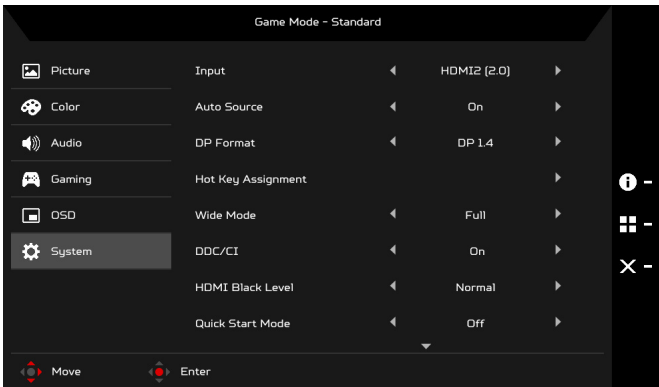 Game Mode - Standard
Picture
Input HDMI2 (2.0)
Color
Auto Source On
Audio
DP Format DP 1.4
Gaming
Hot Key Assignment
OSD
Wide Mode Full
System
DDC/CI On
HDMI Black Level Normal
Quick Start Mode Off
Move Enter